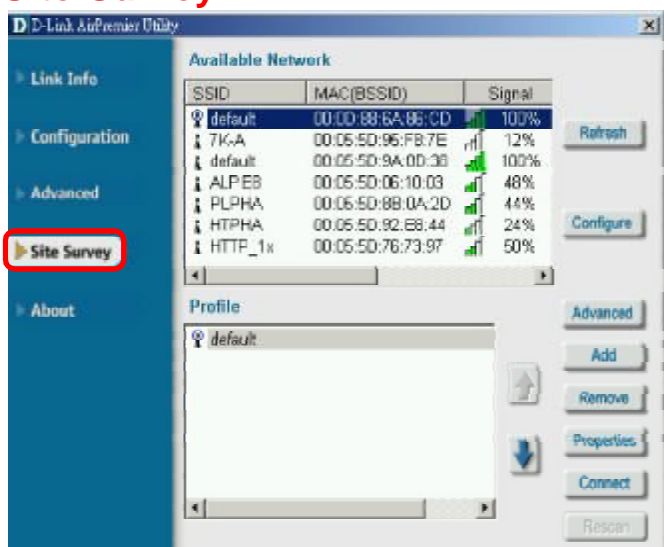 Site Survey
D-Link AirPremier Utility
Link Info
Configuration
Advanced
Site Survey
About
Available Network
SSID MAC(BSSID) Signal
default 00:0D:88:6A:86:CD 100%
7K-A 00:05:5D:95:FB:7E 12%
default 00:05:5D:9A:0D:36 100%
ALPEB 00:05:5D:06:10:03 48%
PLPHA 00:05:5D:8B:0A:2D 44%
HTPHA 00:05:5D:92:E8:44 24%
HTTP_1x 00:05:5D:76:73:97 50%
Refresh
Configure
Profile
default
Advanced
Add
Remove
Properties
Connect
Rescan